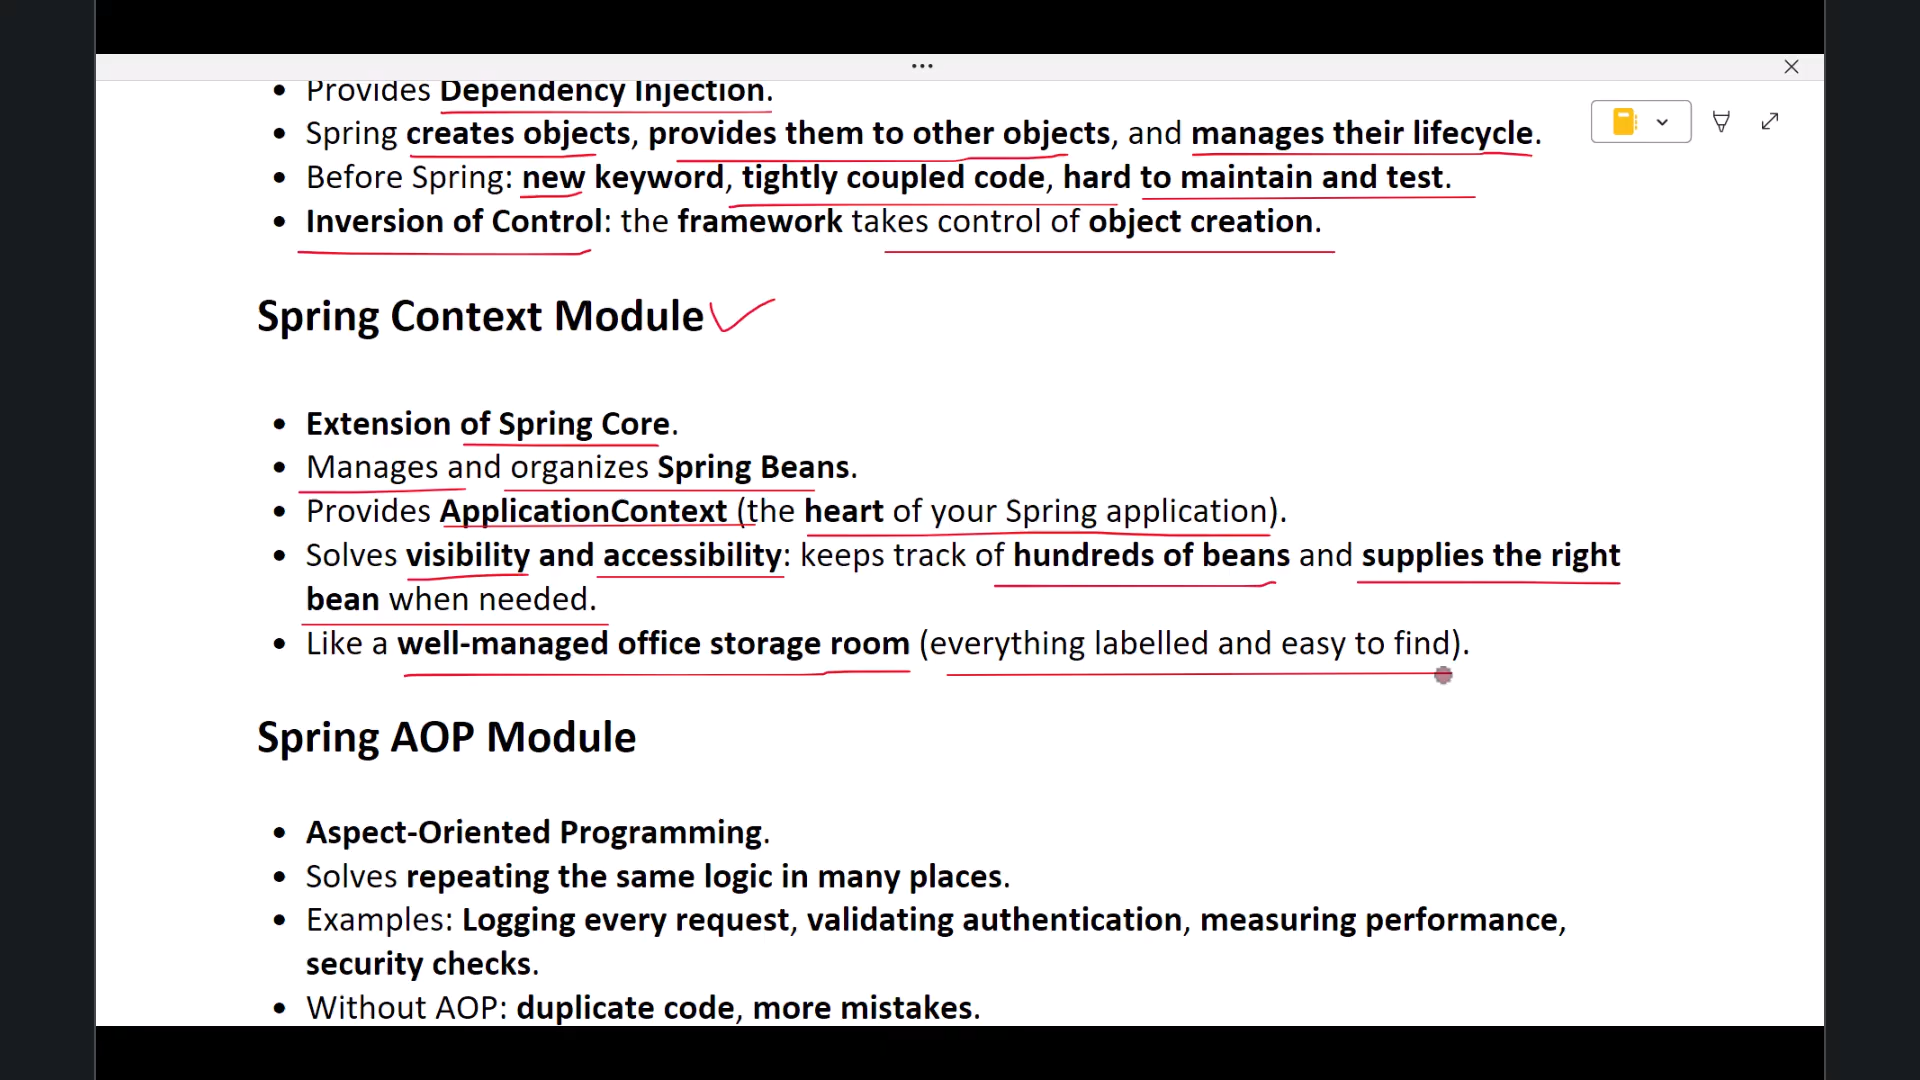 • Provides Dependency Injection.
• Spring creates objects, provides them to other objects, and manages their lifecycle.
• Before Spring: new keyword, tightly coupled code, hard to maintain and test.
• Inversion of Control: the framework takes control of object creation.
Spring Context Module
• Extension of Spring Core.
• Manages and organizes Spring Beans.
• Provides ApplicationContext (the heart of your Spring application).
• Solves visibility and accessibility: keeps track of hundreds of beans and supplies the right
bean when needed.
• Like a well-managed office storage room (everything labelled and easy to find).
Spring AOP Module
• Aspect-Oriented Programming.
• Solves repeating the same logic in many places.
• Examples: Logging every request, validating authentication, measuring performance,
security checks.
• Without AOP: duplicate code, more mistakes.